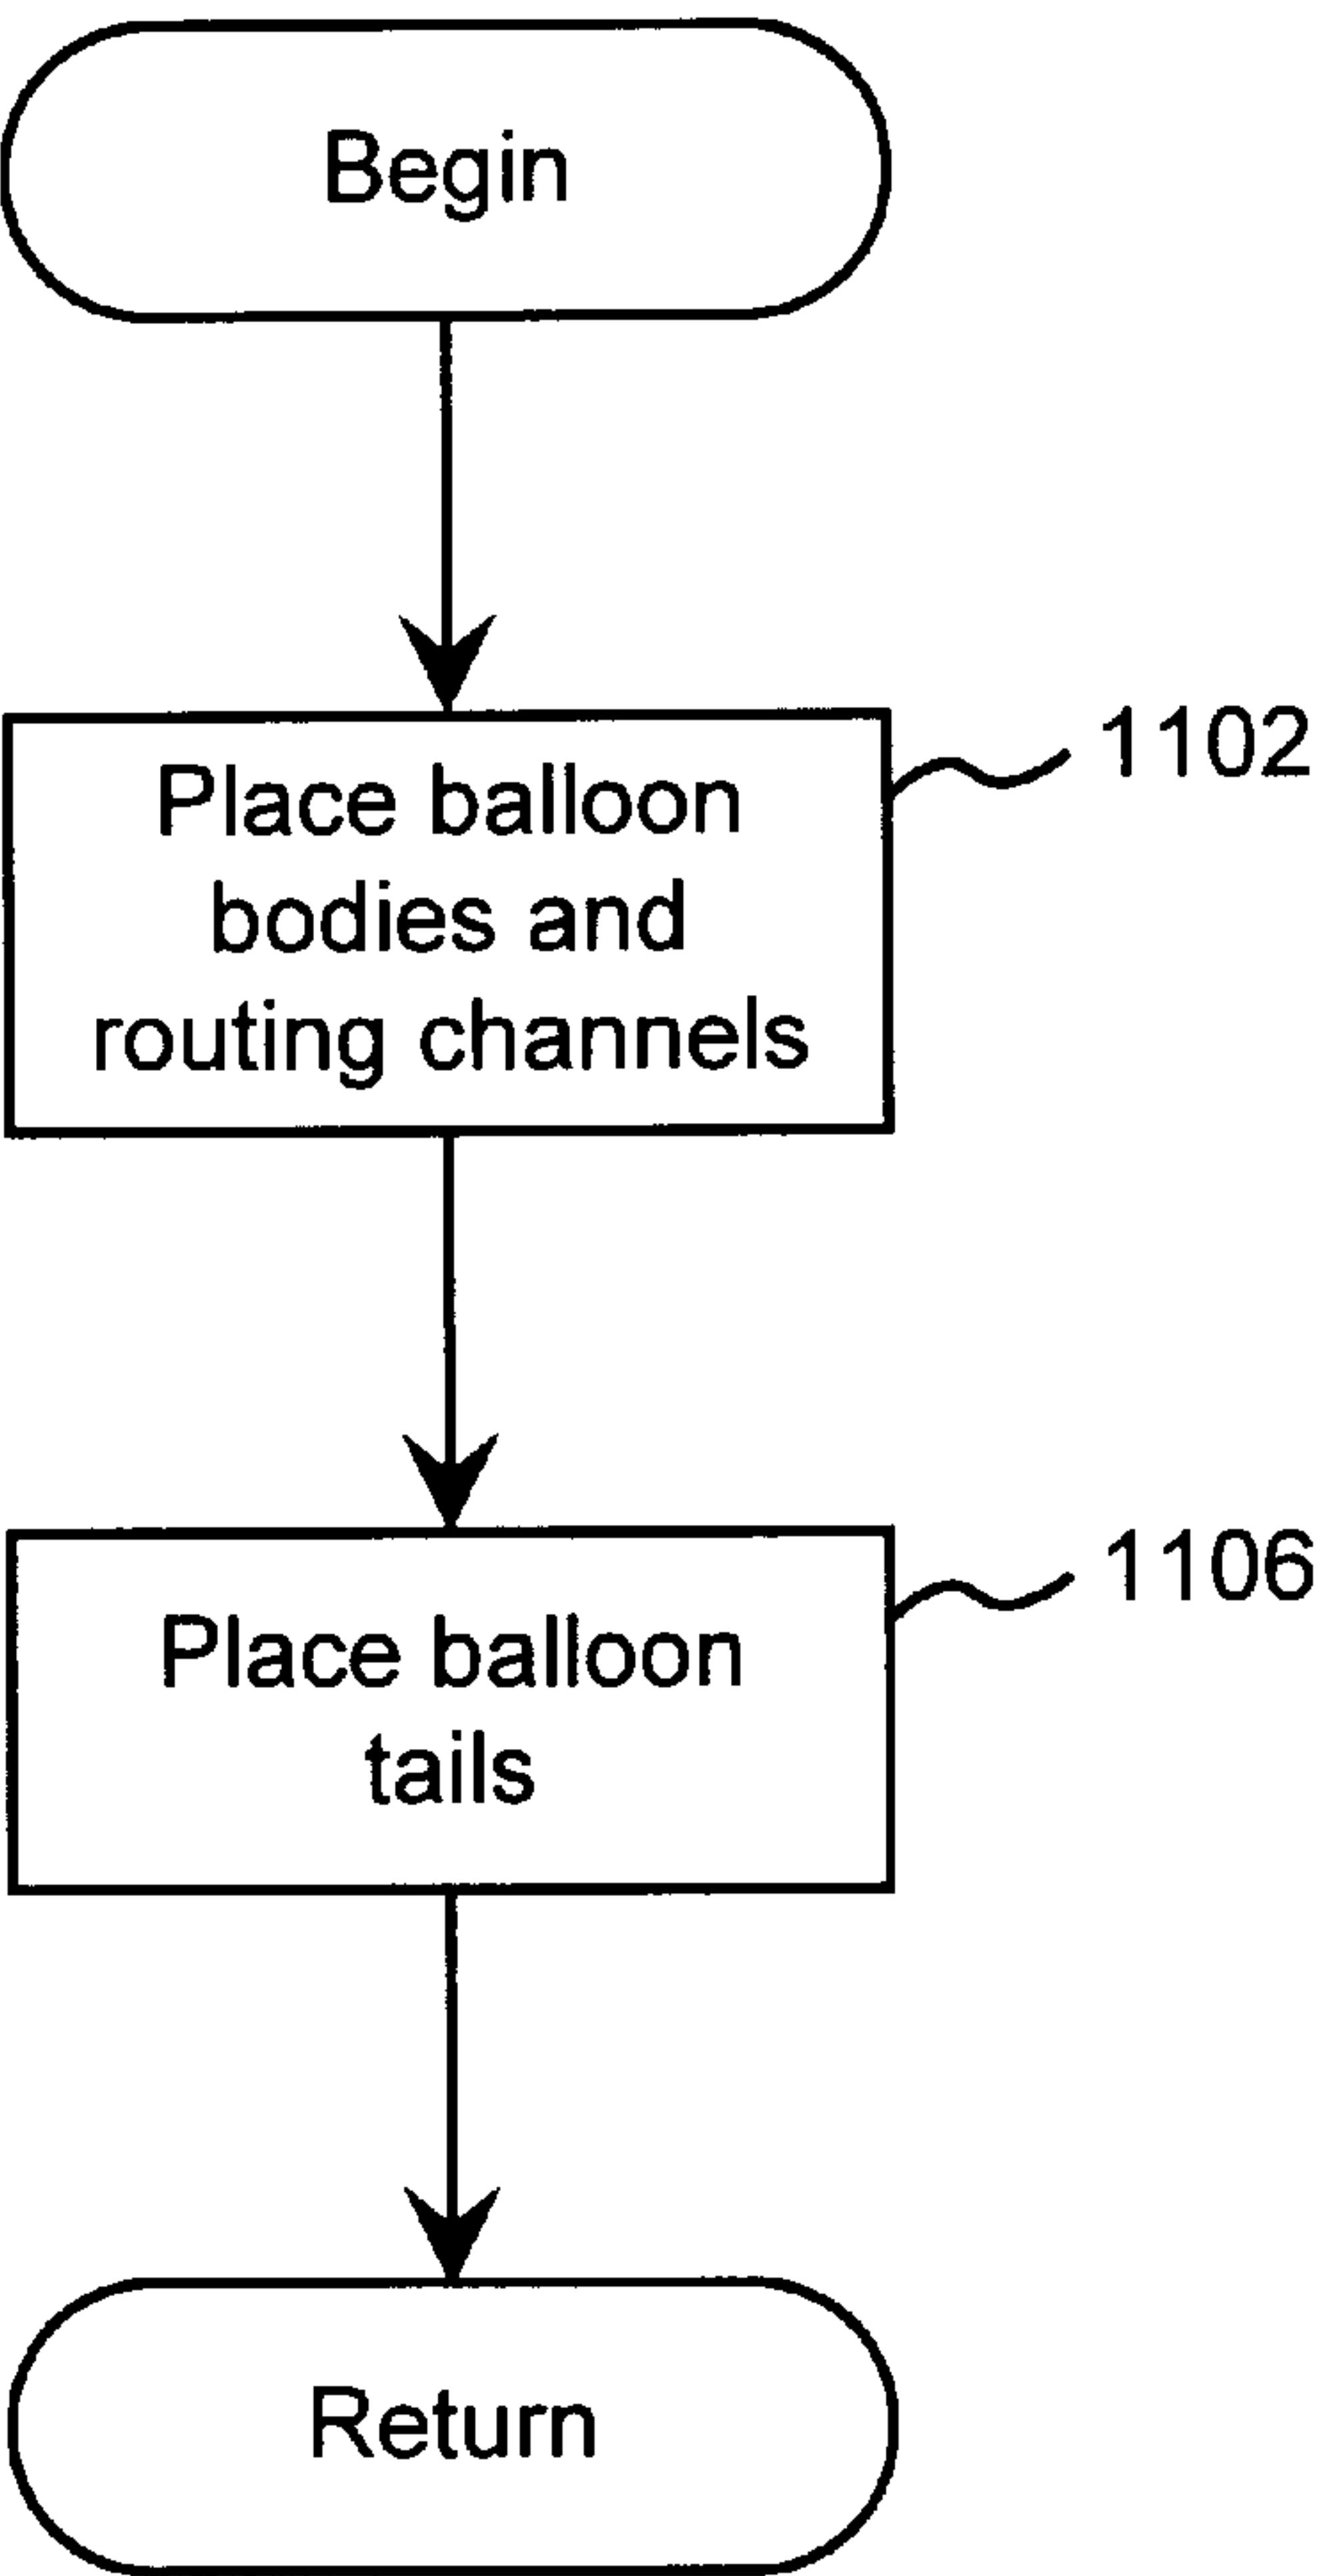 Begin
1102
Place balloon
bodies and
routing channels
1106
Place balloon
tails
Return